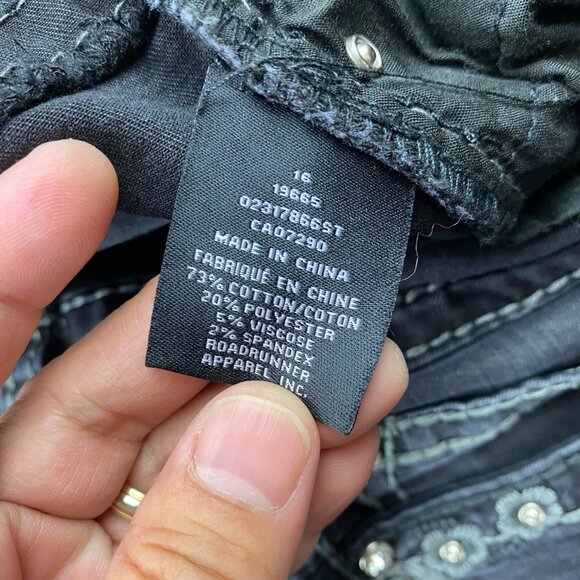 16
19665
02317866ST
CA07290
MADE IN CHINA
FABRIQUÉ EN CHINE
73% COTTON/COTON
20% POLYESTER
5% VISCOSE
2% SPANDEX
ROADRUNNER
APPAREL INC.